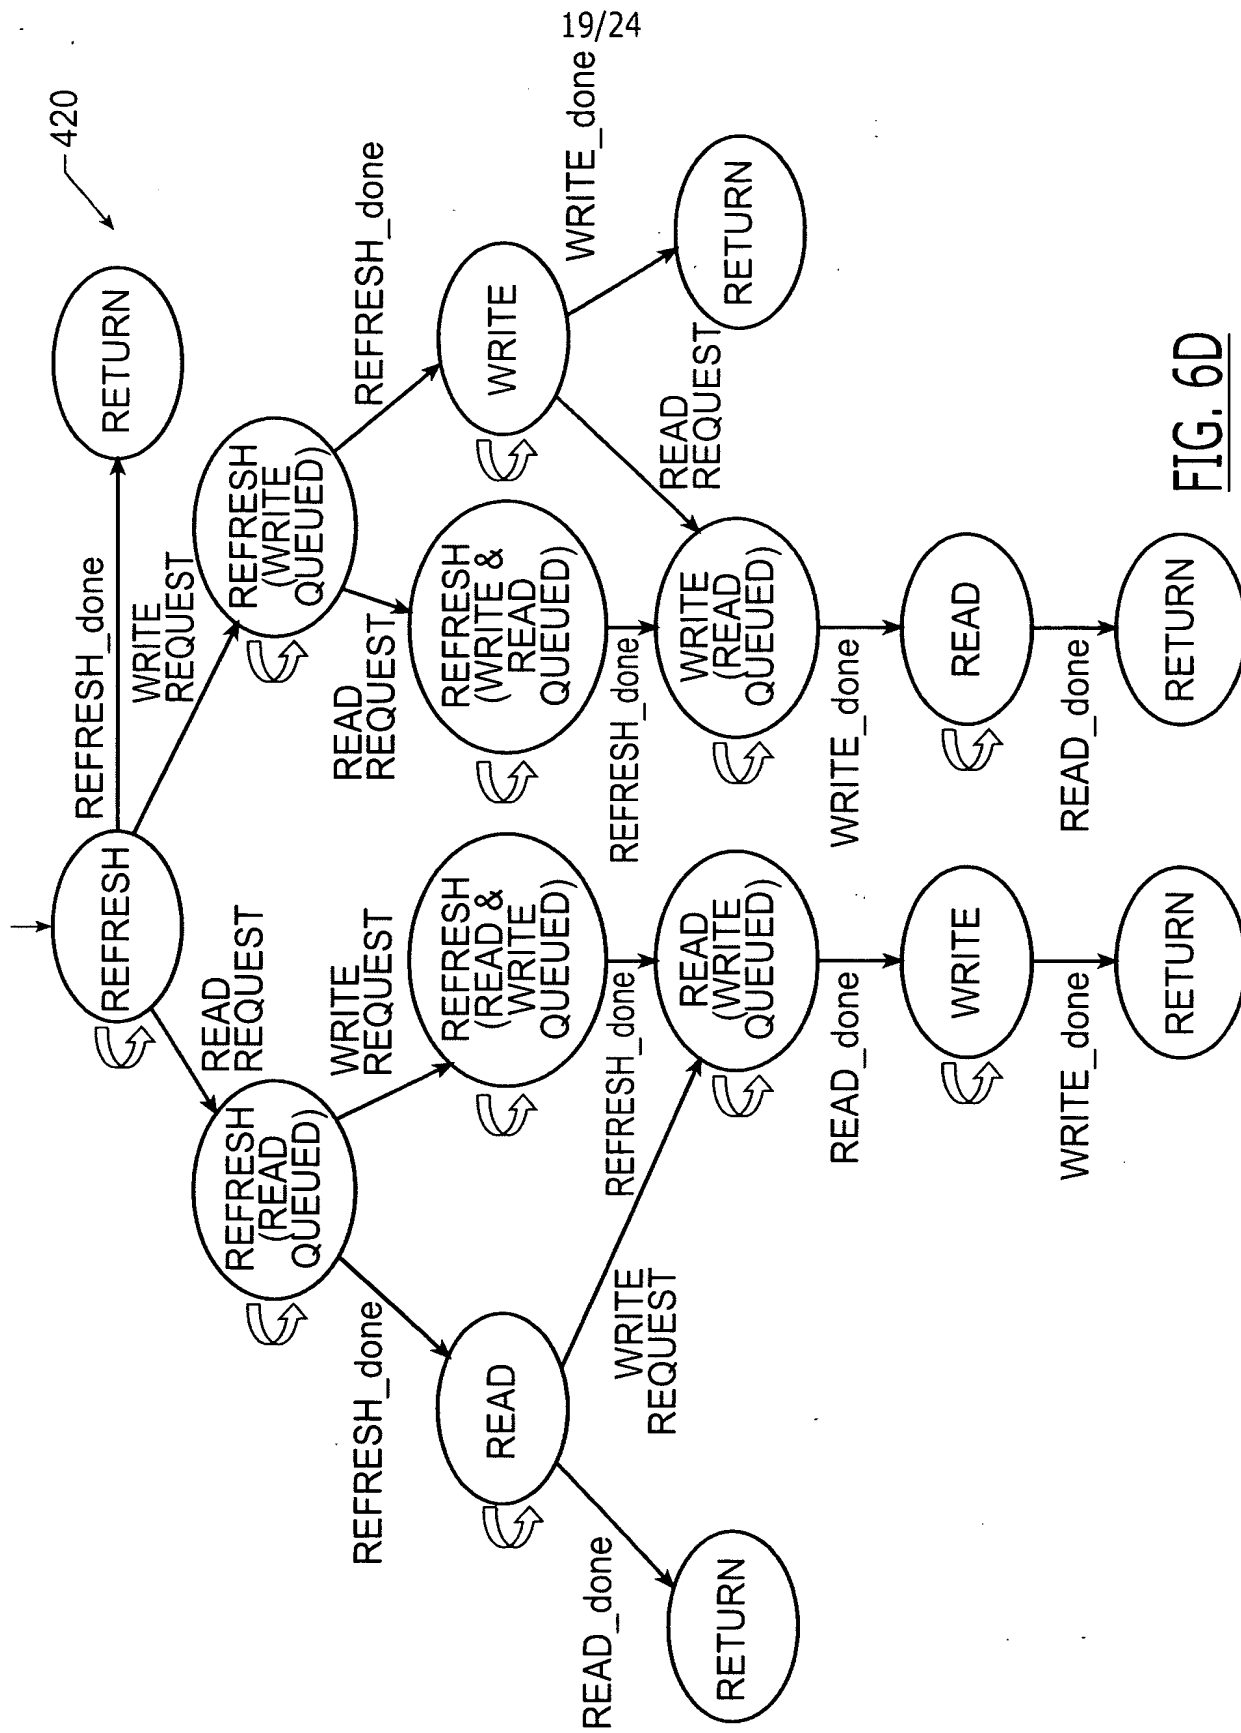 19/24
420
REFRESH
REFRESH_done
RETURN
READ
REQUEST
WRITE
REQUEST
REFRESH
(READ
QUEUED)
REFRESH
(WRITE
QUEUED)
REFRESH_done
WRITE
REQUEST
READ
REQUEST
REFRESH_done
READ
REFRESH
(READ &
WRITE
QUEUED)
REFRESH
(WRITE &
READ
QUEUED)
WRITE
READ_done
WRITE
REQUEST
REFRESH_done
REFRESH_done
READ
REQUEST
WRITE_done
RETURN
READ
(WRITE
QUEUED)
WRITE
(READ
QUEUED)
RETURN
READ_done
WRITE_done
WRITE
READ
WRITE_done
READ_done
RETURN
RETURN
FIG. 6D